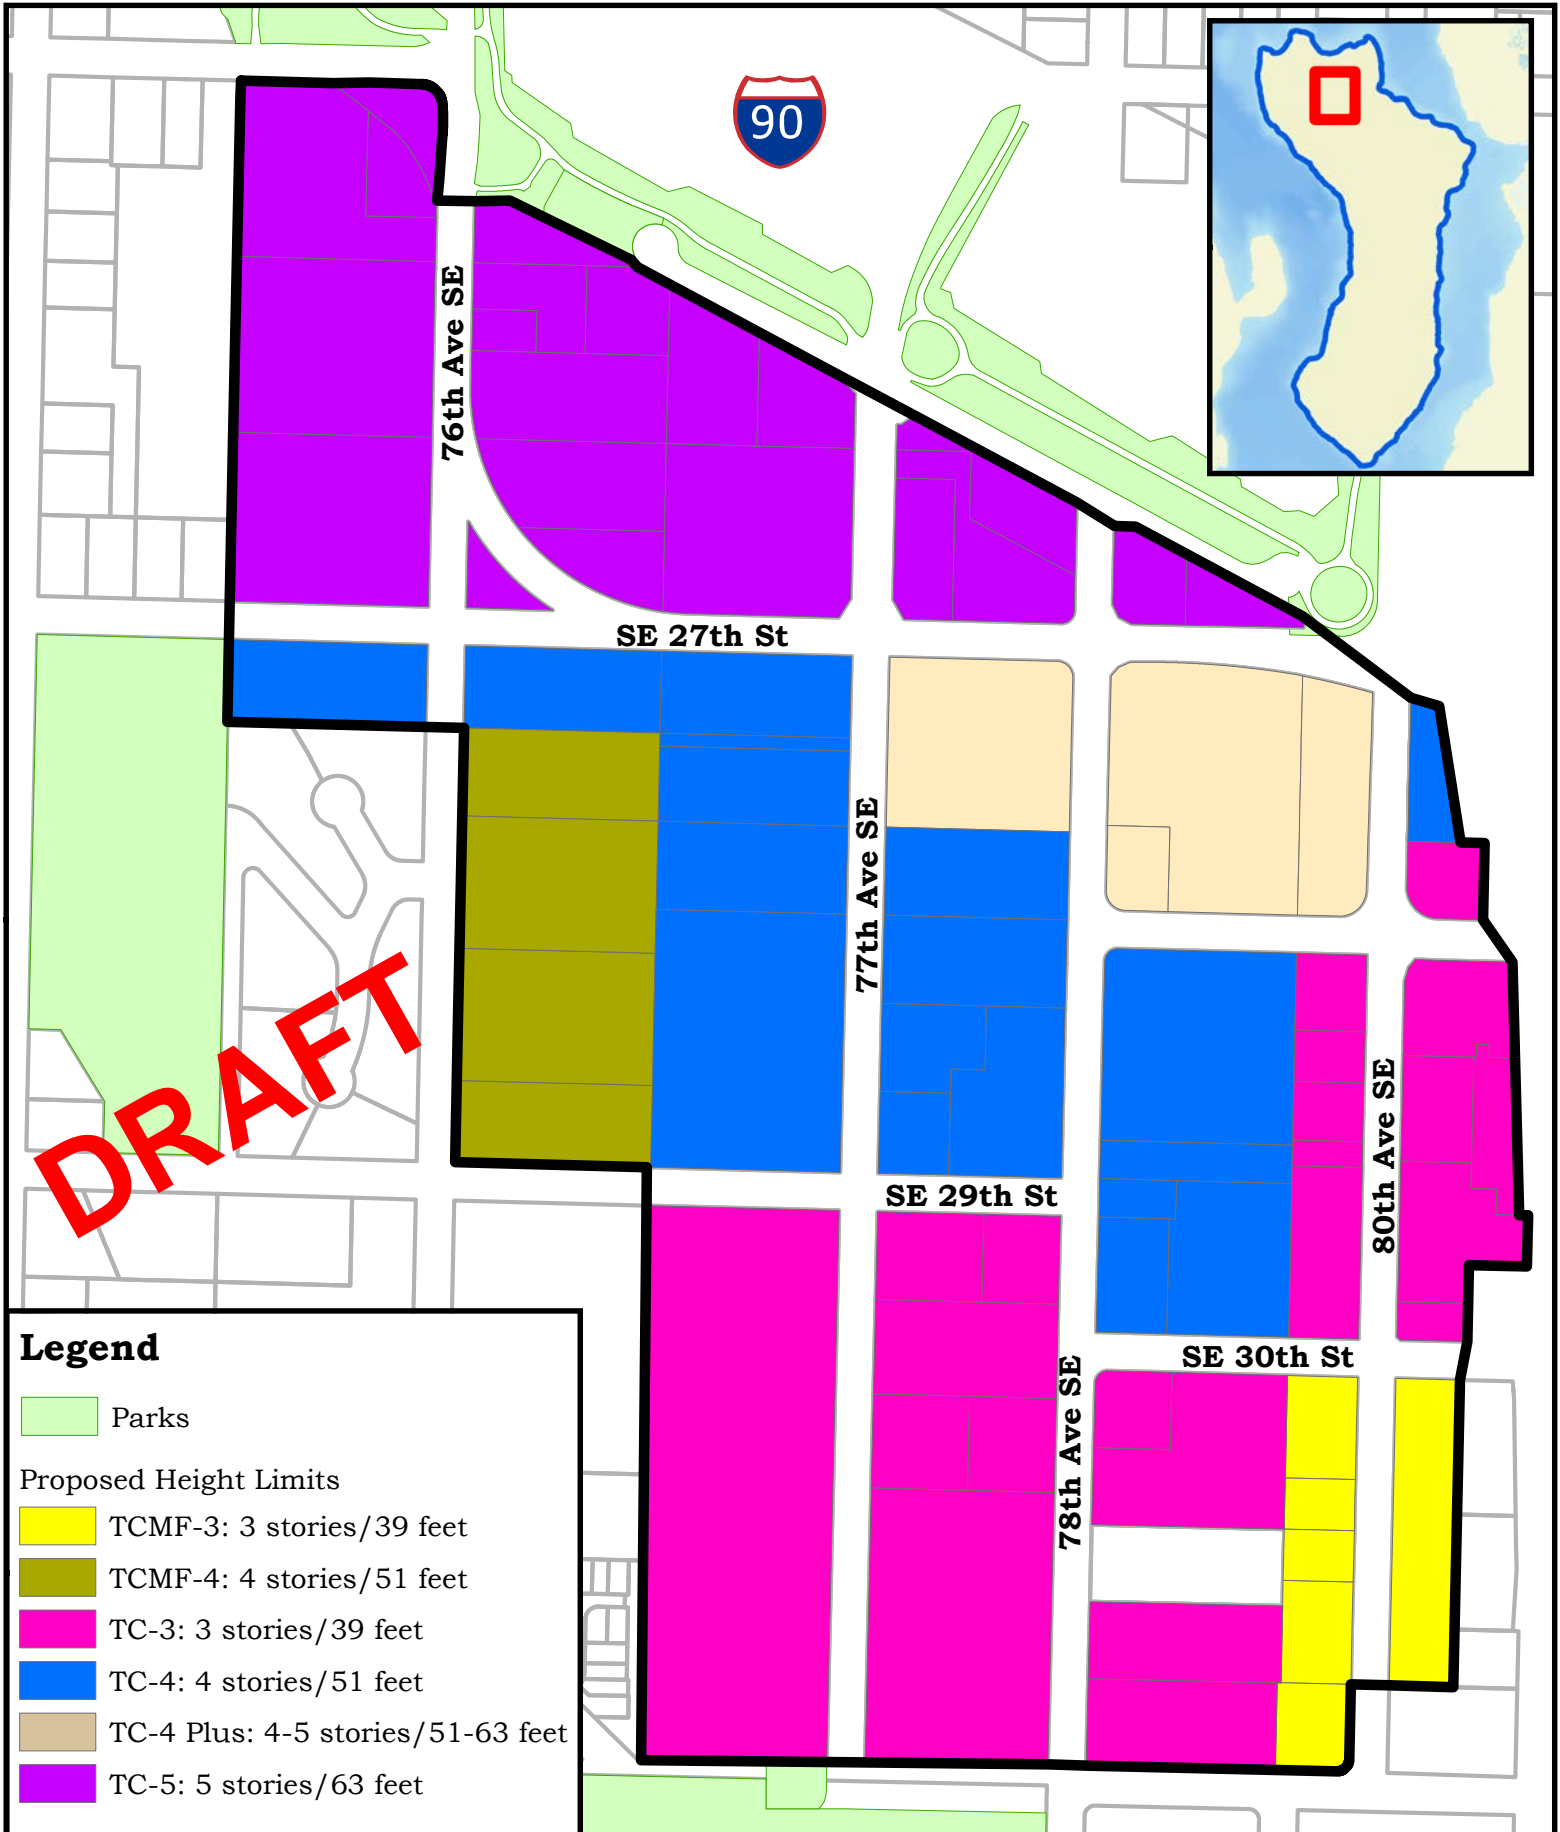 90
76th Ave SE
SE 27th St
77th Ave SE
DRAFT
SE 29th St
80th Ave SE
SE 30th St
78th Ave SE
Legend
Parks
Proposed Height Limits
TCMF-3: 3 stories/39 feet
TCMF-4: 4 stories/51 feet
TC-3: 3 stories/39 feet
TC-4: 4 stories/51 feet
TC-4 Plus: 4-5 stories/51-63 feet
TC-5: 5 stories/63 feet